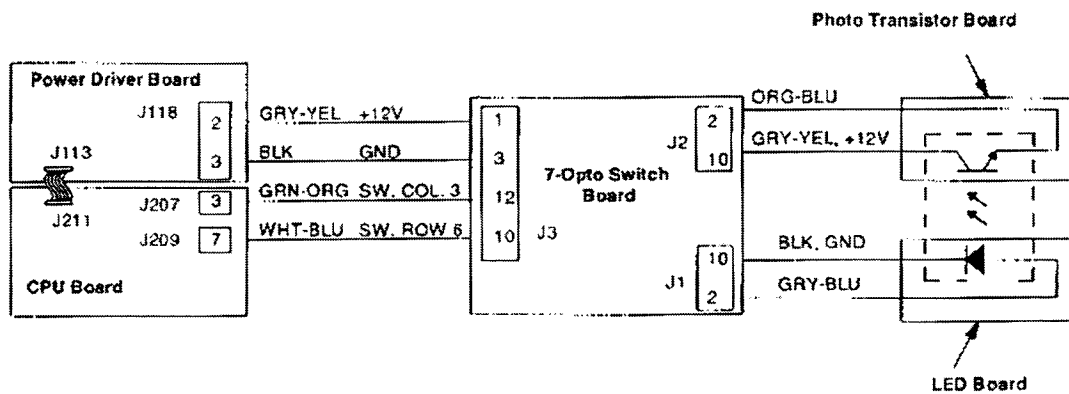 Photo Transistor Board
Power Driver Board
J118
2
3
J113
J211
J207
3
J209
7
CPU Board
GRY-YEL +12V
BLK GND
GRN-ORG SW. COL. 3
WHT-BLU SW. ROW 6
1
3
12
10
J3
7-Opto Switch
Board
J2
2
10
J1
10
2
ORG-BLU
GRY-YEL, +12V
BLK, GND
GRY-BLU
LED Board